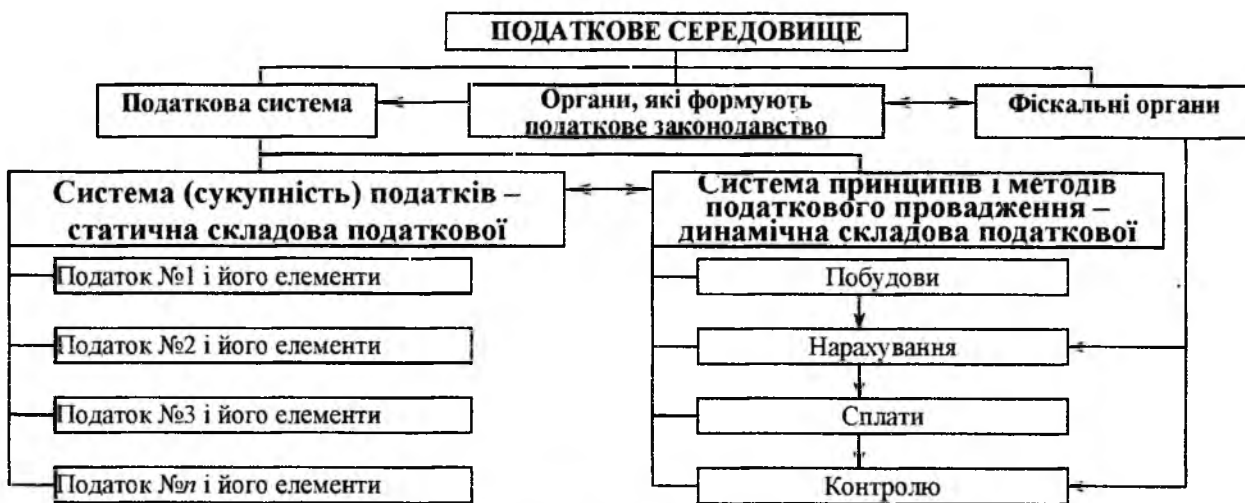 ПОДАТКОВЕ СЕРЕДОВИЩЕ
Податкова система
Органи, які формують
податкове законодавство
Фіскальні органи
Система (сукупність) податків –
статична складова податкової
Система принципів і методів
податкового провадження –
динамічна складова податкової
Податок №1 і його елементи
Податок №2 і його елементи
Податок №3 і його елементи
Податок №n і його елементи
Побудови
Нарахування
Сплати
Контролю